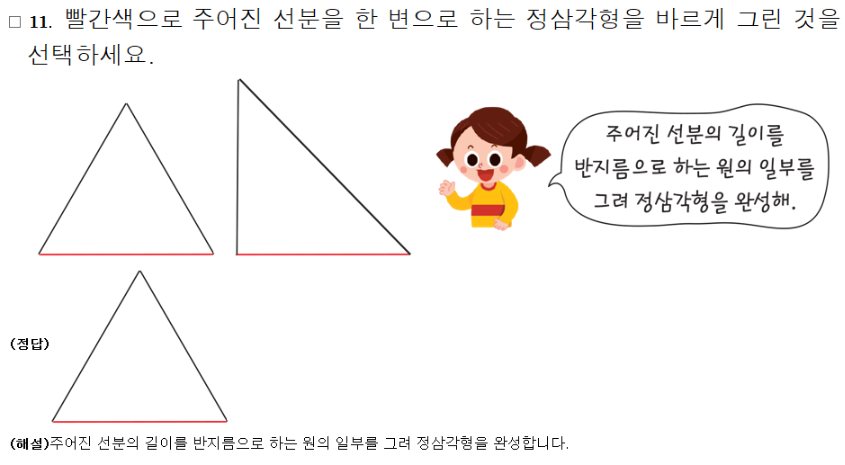 □ 11. 빨간색으로 주어진 선분을 한 변으로 하는 정삼각형을 바르게 그린 것을
선택하세요.
주어진 선분의 길이를
반지름으로 하는 원의 일부를
그려 정삼각형을 완성해.
(정답)
(해설)주어진 선분의 길이를 반지름으로 하는 원의 일부를 그려 정삼각형을 완성합니다.